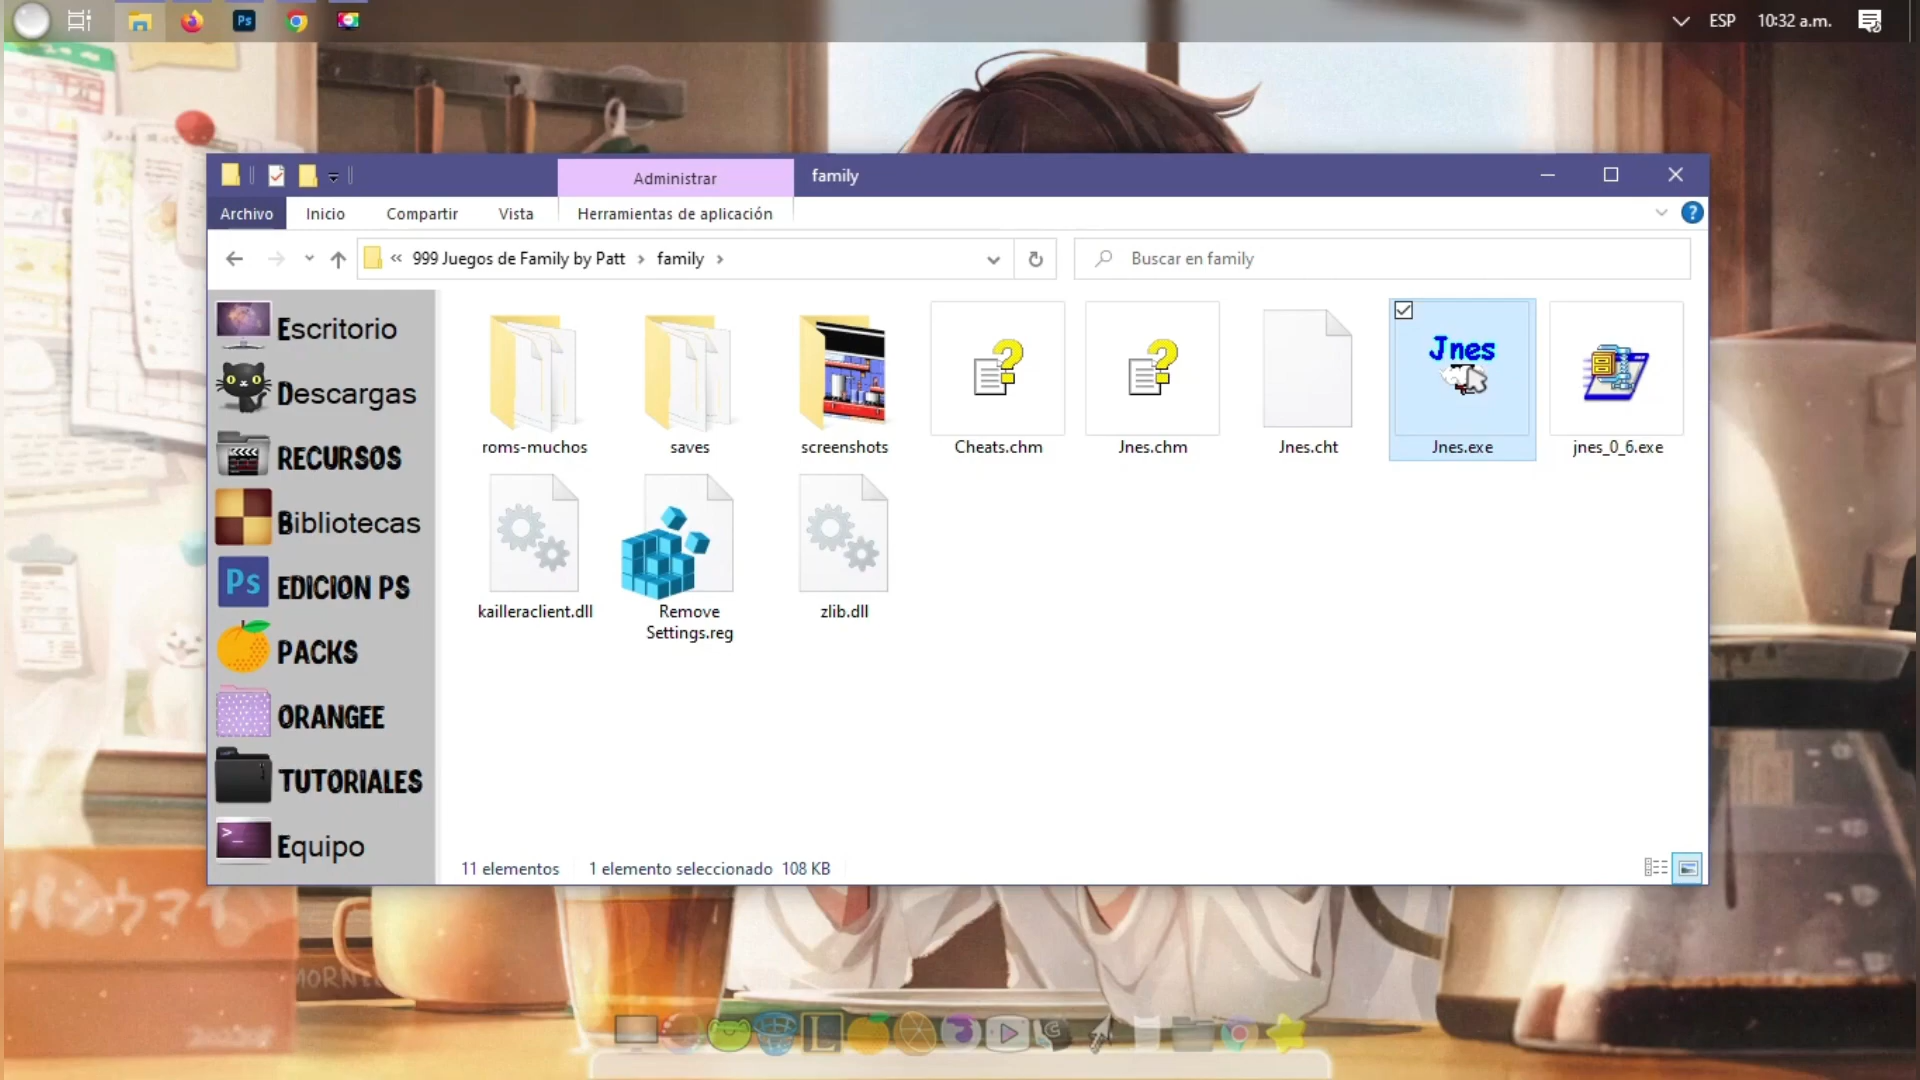 Ps
ESP
10:32 a.m.
Administrar
family
Archivo
Inicio
Compartir
Vista
Herramientas de aplicación
?
« 999 Juegos de Family by Patt › family ›
Buscar en family
Escritorio
Descargas
RECURSOS
Bibliotecas
Ps
EDICION PS
PACKS
ORANGEE
TUTORIALES
>_
Equipo
Jnes
roms-muchos
saves
screenshots
Cheats.chm
Jnes.chm
Jnes.cht
Jnes.exe
jnes_0_6.exe
kailleraclient.dll
Remove
Settings.reg
zlib.dll
11 elementos
1 elemento seleccionado 108 KB
L